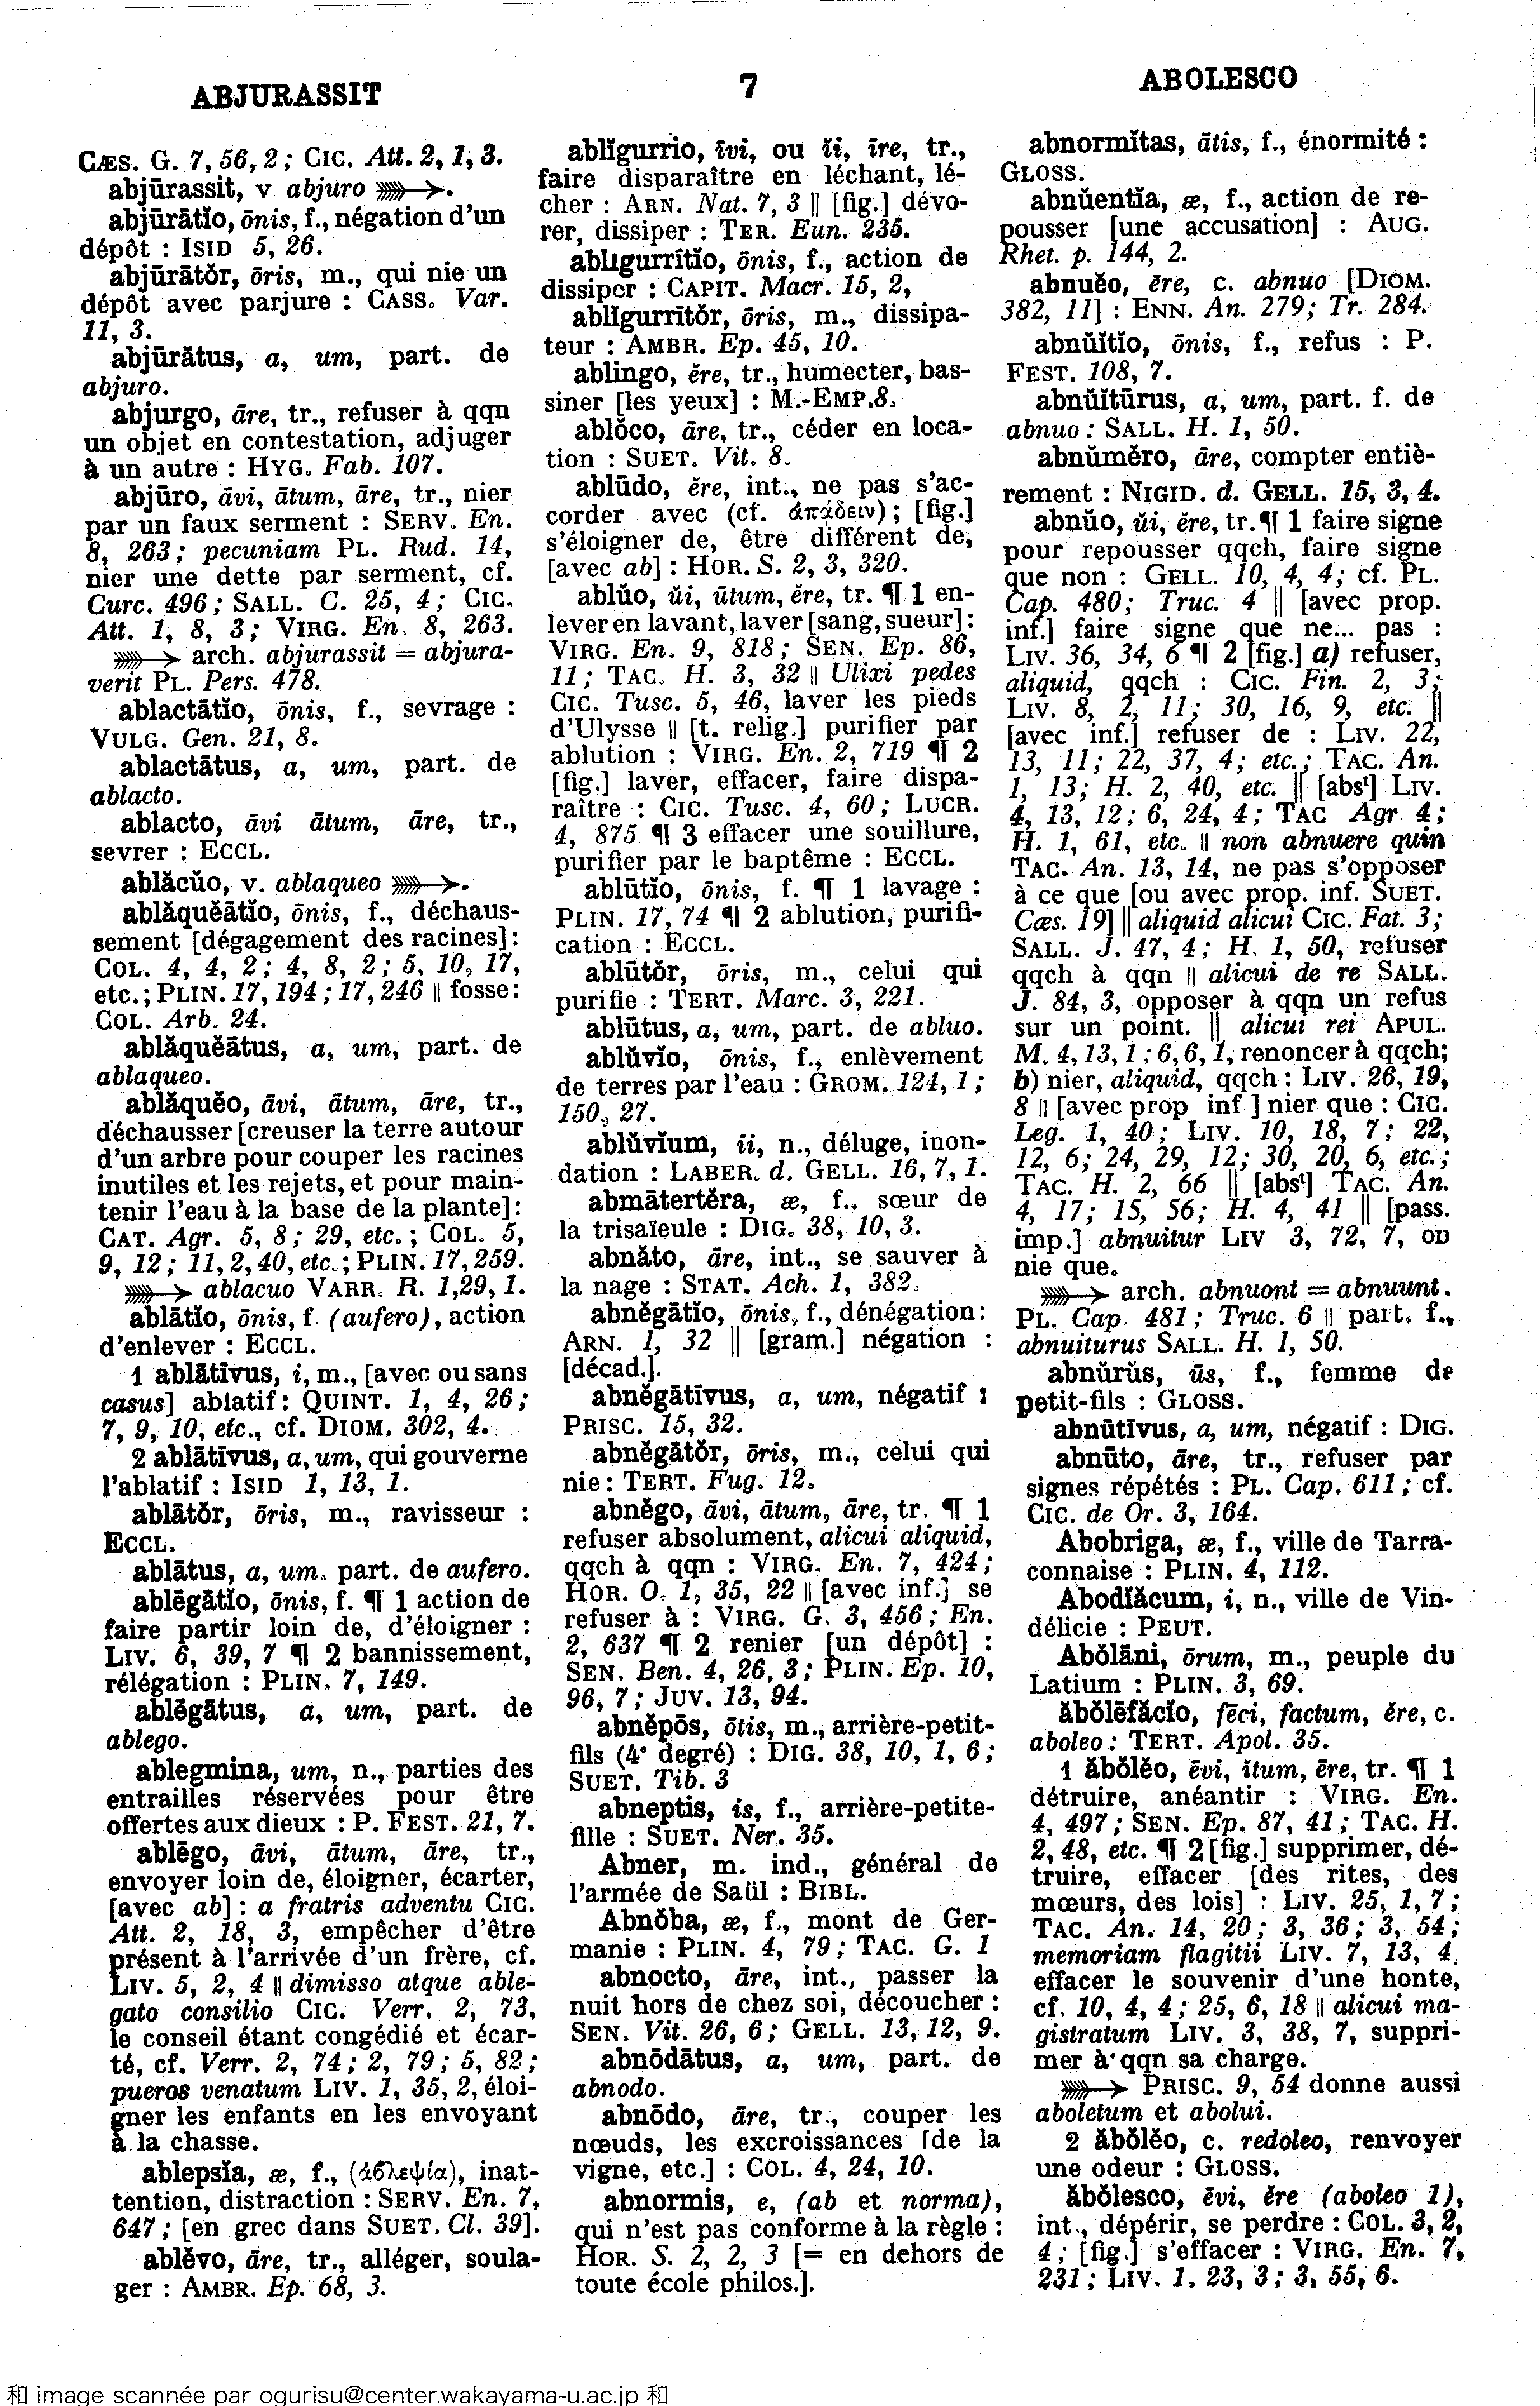 ABJURASSIT
7
ABOLESCO
CÆS. G. 7, 56, 2 ; CIC. Att. 2, 1, 3.
abjūrassit, v abjuro ⟫⟶.
abjūrātĭo, ōnis, f., négation d'un
dépôt : ISID 5, 26.
abjūrātŏr, ōris, m., qui nie un
dépôt avec parjure : CASS. Var.
11, 3.
abjūrātus, a, um, part. de
abjuro.
abjurgo, āre, tr., refuser à qqn
un objet en contestation, adjuger
à un autre : HYG. Fab. 107.
abjūro, āvi, ātum, āre, tr., nier
par un faux serment : SERV. En.
8, 263 ; pecuniam PL. Rud. 14,
nier une dette par serment, cf.
Curc. 496 ; SALL. C. 25, 4 ; CIC.
Att. 1, 8, 3 ; VIRG. En. 8, 263.
⟫⟶ arch. abjurassit = abjura-
verit PL. Pers. 478.
ablactātĭo, ōnis, f., sevrage :
VULG. Gen. 21, 8.
ablactātus, a, um, part. de
ablacto.
ablacto, āvi ātum, āre, tr.,
sevrer : ECCL.
ablăcŭo, v. ablaqueo ⟫⟶.
ablăquĕātĭo, ōnis, f., déchaus-
sement [dégagement des racines] :
COL. 4, 4, 2 ; 4, 8, 2 ; 5, 10, 17,
etc. ; PLIN. 17, 194 ; 17, 246 || fosse :
COL. Arb. 24.
ablăquĕātus, a, um, part. de
ablaqueo.
ablăquĕo, āvi, ātum, āre, tr.,
déchausser [creuser la terre autour
d'un arbre pour couper les racines
inutiles et les rejets, et pour main-
tenir l'eau à la base de la plante] :
CAT. Agr. 5, 8 ; 29, etc. ; COL. 5,
9, 12 ; 11, 2, 40, etc. ; PLIN. 17, 259.
⟫⟶ ablacuo VARR. R. 1, 29, 1.
ablātĭo, ōnis, f. (aufero), action
d'enlever : ECCL.
1 ablātīvus, i, m., [avec ou sans
casus] ablatif : QUINT. 1, 4, 26 ;
7, 9, 10, etc., cf. DIOM. 302, 4.
2 ablātīvus, a, um, qui gouverne
l'ablatif : ISID 1, 13, 1.
ablātŏr, ōris, m., ravisseur :
ECCL.
ablātus, a, um. part. de aufero.
ablēgātĭo, ōnis, f. ¶ 1 action de
faire partir loin de, d'éloigner :
LIV. 6, 39, 7 ¶ 2 bannissement,
rélégation : PLIN. 7, 149.
ablēgātus, a, um, part. de
ablego.
ablegmina, um, n., parties des
entrailles réservées pour être
offertes aux dieux : P. FEST. 21, 7.
ablēgo, āvi, ātum, āre, tr.,
envoyer loin de, éloigner, écarter,
[avec ab] : a fratris adventu CIC.
Att. 2, 18, 3, empêcher d'être
présent à l'arrivée d'un frère, cf.
LIV. 5, 2, 4 || dimisso atque able-
gato consilio CIC. Verr. 2, 73,
le conseil étant congédié et écar-
té, cf. Verr. 2, 74 ; 2, 79 ; 5, 82 ;
pueros venatum LIV. 1, 35, 2, éloi-
gner les enfants en les envoyant
à la chasse.
ablepsĭa, æ, f., (ἀβλεψία), inat-
tention, distraction : SERV. En. 7,
647 ; [en grec dans SUET. Cl. 39].
ablĕvo, āre, tr., alléger, soula-
ger : AMBR. Ep. 68, 3.
ablĭgurrio, īvi, ou ĭi, īre, tr.,
faire disparaître en léchant, lé-
cher : ARN. Nat. 7, 3 || [fig.] dévo-
rer, dissiper : TER. Eun. 235.
ablıgurrītĭo, ōnis, f., action de
dissiper : CAPIT. Macr. 15, 2,
ablīgurrītŏr, ōris, m., dissipa-
teur : AMBR. Ep. 45, 10.
ablingo, ĕre, tr., humecter, bas-
siner [les yeux] : M.-EMP. 8.
ablŏco, āre, tr., céder en loca-
tion : SUET. Vit. 8.
ablūdo, ĕre, int., ne pas s'ac-
corder avec (cf. ἀπᾴδειν) ; [fig.]
s'éloigner de, être différent de,
[avec ab] : HOR. S. 2, 3, 320.
ablŭo, ŭi, ūtum, ĕre, tr. ¶ 1 en-
lever en lavant, laver [sang, sueur] :
VIRG. En. 9, 818 ; SEN. Ep. 86,
11 ; TAC. H. 3, 32 || Ulixi pedes
CIC. Tusc. 5, 46, laver les pieds
d'Ulysse || [t. relig.] purifier par
ablution : VIRG. En. 2, 719 ¶ 2
[fig.] laver, effacer, faire dispa-
raître : CIC. Tusc. 4, 60 ; LUCR.
4, 875 ¶ 3 effacer une souillure,
purifier par le baptême : ECCL.
ablūtĭo, ōnis, f. ¶ 1 lavage :
PLIN. 17, 74 ¶ 2 ablution, purifi-
cation : ECCL.
ablūtŏr, ōris, m., celui qui
purifie : TERT. Marc. 3, 221.
ablūtus, a, um, part. de abluo.
ablŭvĭo, ōnis, f., enlèvement
de terres par l'eau : GROM. 124, 1 ;
150, 27.
ablŭvĭum, ii, n., déluge, inon-
dation : LABER. d. GELL. 16, 7, 1.
abmātertĕra, æ, f., sœur de
la trisaïeule : DIG. 38, 10, 3.
abnăto, āre, int., se sauver à
la nage : STAT. Ach. 1, 382.
abnĕgātĭo, ōnis, f., dénégation :
ARN. 1, 32 || [gram.] négation :
[décad.].
abnĕgātīvus, a, um, négatif :
PRISC. 15, 32.
abnĕgātŏr, ōris, m., celui qui
nie : TERT. Fug. 12.
abnĕgo, āvi, ātum, āre, tr. ¶ 1
refuser absolument, alicui aliquid,
qqch à qqn : VIRG. En. 7, 424 ;
HOR. O. 1, 35, 22 || [avec inf.] se
refuser à : VIRG. G. 3, 456 ; En.
2, 637 ¶ 2 renier [un dépôt] :
SEN. Ben. 4, 26, 3 ; PLIN. Ep. 10,
96, 7 ; JUV. 13, 94.
abnĕpōs, ōtis, m., arrière-petit-
fils (4e degré) : DIG. 38, 10, 1, 6 ;
SUET. Tib. 3
abneptis, is, f., arrière-petite-
fille : SUET. Ner. 35.
Abner, m. ind., général de
l'armée de Saül : BIBL.
Abnŏba, æ, f., mont de Ger-
manie : PLIN. 4, 79 ; TAC. G. 1
abnocto, āre, int., passer la
nuit hors de chez soi, découcher :
SEN. Vit. 26, 6 ; GELL. 13, 12, 9.
abnōdātus, a, um, part. de
abnodo.
abnōdo, āre, tr., couper les
nœuds, les excroissances [de la
vigne, etc.] : COL. 4, 24, 10.
abnormis, e, (ab et norma),
qui n'est pas conforme à la règle :
HOR. S. 2, 2, 3 [= en dehors de
toute école philos.].
abnormĭtas, ātis, f., énormité :
GLOSS.
abnŭentĭa, æ, f., action de re-
pousser [une accusation] : AUG.
Rhet. p. 144, 2.
abnuĕo, ēre, c. abnuo [DIOM.
382, 11] : ENN. An. 279 ; Tr. 284.
abnŭĭtĭo, ōnis, f., refus : P.
FEST. 108, 7.
abnŭĭtūrus, a, um, part. f. de
abnuo : SALL. H. 1, 50.
abnŭmĕro, āre, compter entiè-
rement : NIGID. d. GELL. 15, 3, 4.
abnŭo, ŭi, ĕre, tr. ¶ 1 faire signe
pour repousser qqch, faire signe
que non : GELL. 10, 4, 4 ; cf. PL.
Cap. 480 ; Truc. 4 || [avec prop.
inf.] faire signe que ne... pas :
LIV. 36, 34, 6 ¶ 2 [fig.] a) refuser,
aliquid, qqch : CIC. Fin. 2, 3 ;
LIV. 8, 2, 11 ; 30, 16, 9, etc. ||
[avec inf.] refuser de : LIV. 22,
13, 11 ; 22, 37, 4 ; etc. ; TAC. An.
1, 13 ; H. 2, 40, etc. || [abst] LIV.
4, 13, 12 ; 6, 24, 4 ; TAC Agr 4 ;
H. 1, 61, etc. || non abnuere quin
TAC. An. 13, 14, ne pas s'opposer
à ce que [ou avec prop. inf. SUET.
Cæs. 19] || aliquid alicui CIC. Fat. 3 ;
SALL. J. 47, 4 ; H. 1, 50, refuser
qqch à qqn || alicui de re SALL.
J. 84, 3, opposer à qqn un refus
sur un point. || alicui rei APUL.
M. 4, 13, 1 ; 6, 6, 1, renoncer à qqch ;
b) nier, aliquid, qqch : LIV. 26, 19,
8 || [avec prop inf ] nier que : CIC.
Leg. 1, 40 ; LIV. 10, 18, 7 ; 22,
12, 6 ; 24, 29, 12 ; 30, 20, 6, etc. ;
TAC. H. 2, 66 || [abst] TAC. An.
4, 17 ; 15, 56 ; H. 4, 41 || [pass.
imp.] abnuitur LIV 3, 72, 7, on
nie que.
⟫⟶ arch. abnuont = abnuunt.
PL. Cap. 481 ; Truc. 6 || part. f.,
abnuiturus SALL. H. 1, 50.
abnŭrŭs, ūs, f., femme de
petit-fils : GLOSS.
abnūtīvus, a, um, négatif : DIG.
abnūto, āre, tr., refuser par
signes répétés : PL. Cap. 611 ; cf.
CIC. de Or. 3, 164.
Abobriga, æ, f., ville de Tarra-
connaise : PLIN. 4, 112.
Abodĭăcum, i, n., ville de Vin-
délicie : PEUT.
Abŏlāni, ōrum, m., peuple du
Latium : PLIN. 3, 69.
ăbŏlēfăcĭo, fēci, factum, ĕre, c.
aboleo : TERT. Apol. 35.
1 ăbŏlĕo, ēvi, ĭtum, ēre, tr. ¶ 1
détruire, anéantir : VIRG. En.
4, 497 ; SEN. Ep. 87, 41 ; TAC. H.
2, 48, etc. ¶ 2 [fig.] supprimer, dé-
truire, effacer [des rites, des
mœurs, des lois] : LIV. 25, 1, 7 ;
TAC. An. 14, 20 ; 3, 36 ; 3, 54 ;
memoriam flagitii LIV. 7, 13, 4,
effacer le souvenir d'une honte,
cf. 10, 4, 4 ; 25, 6, 18 || alicui ma-
gistratum LIV. 3, 38, 7, suppri-
mer à qqn sa charge.
⟫⟶ PRISC. 9, 54 donne aussi
aboletum et abolui.
2 ăbŏlĕo, c. redoleo, renvoyer
une odeur : GLOSS.
ăbŏlesco, ēvi, ĕre (aboleo 1),
int., dépérir, se perdre : COL. 3, 2,
4 ; [fig.] s'effacer : VIRG. En. 7,
231 ; LIV. 1, 23, 3 ; 3, 55, 6.
和 image scannée par ogurisu@center.wakayama-u.ac.jp 和